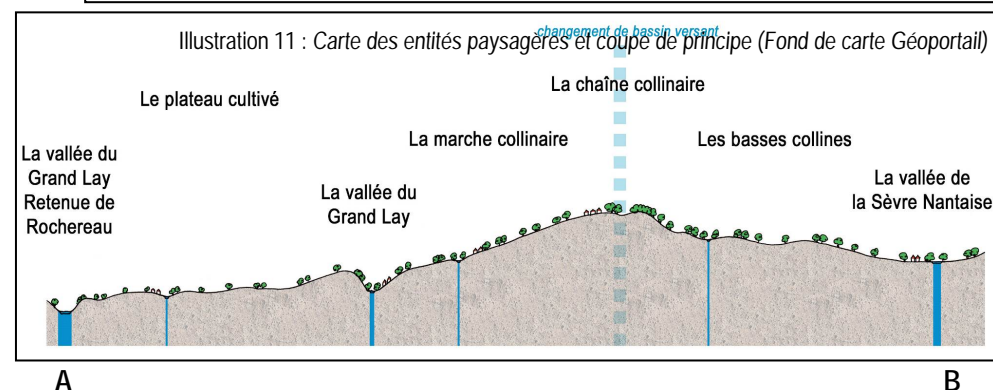 changement de bassin versant
Illustration 11 : Carte des entités paysagères et coupe de principe (Fond de carte Géoportail)
La chaîne collinaire
Le plateau cultivé
La marche collinaire
Les basses collines
La vallée du
Grand Lay
Retenue de
Rochereau
La vallée du
Grand Lay
La vallée de
la Sèvre Nantaise
A
B